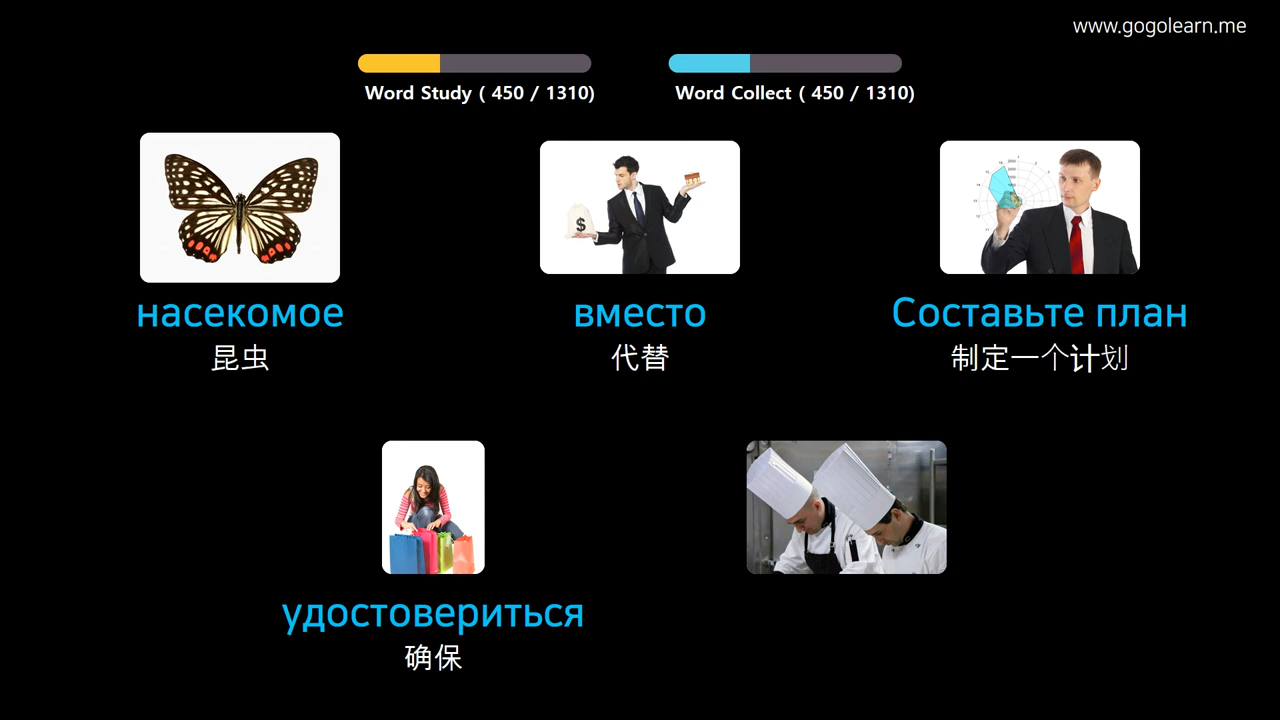 www.gogolearn.me
Word Study ( 450 / 1310)
Word Collect ( 450 / 1310)
насекомое
昆虫
вместо
代替
Составьте план
制定一个计划
удостовериться
确保